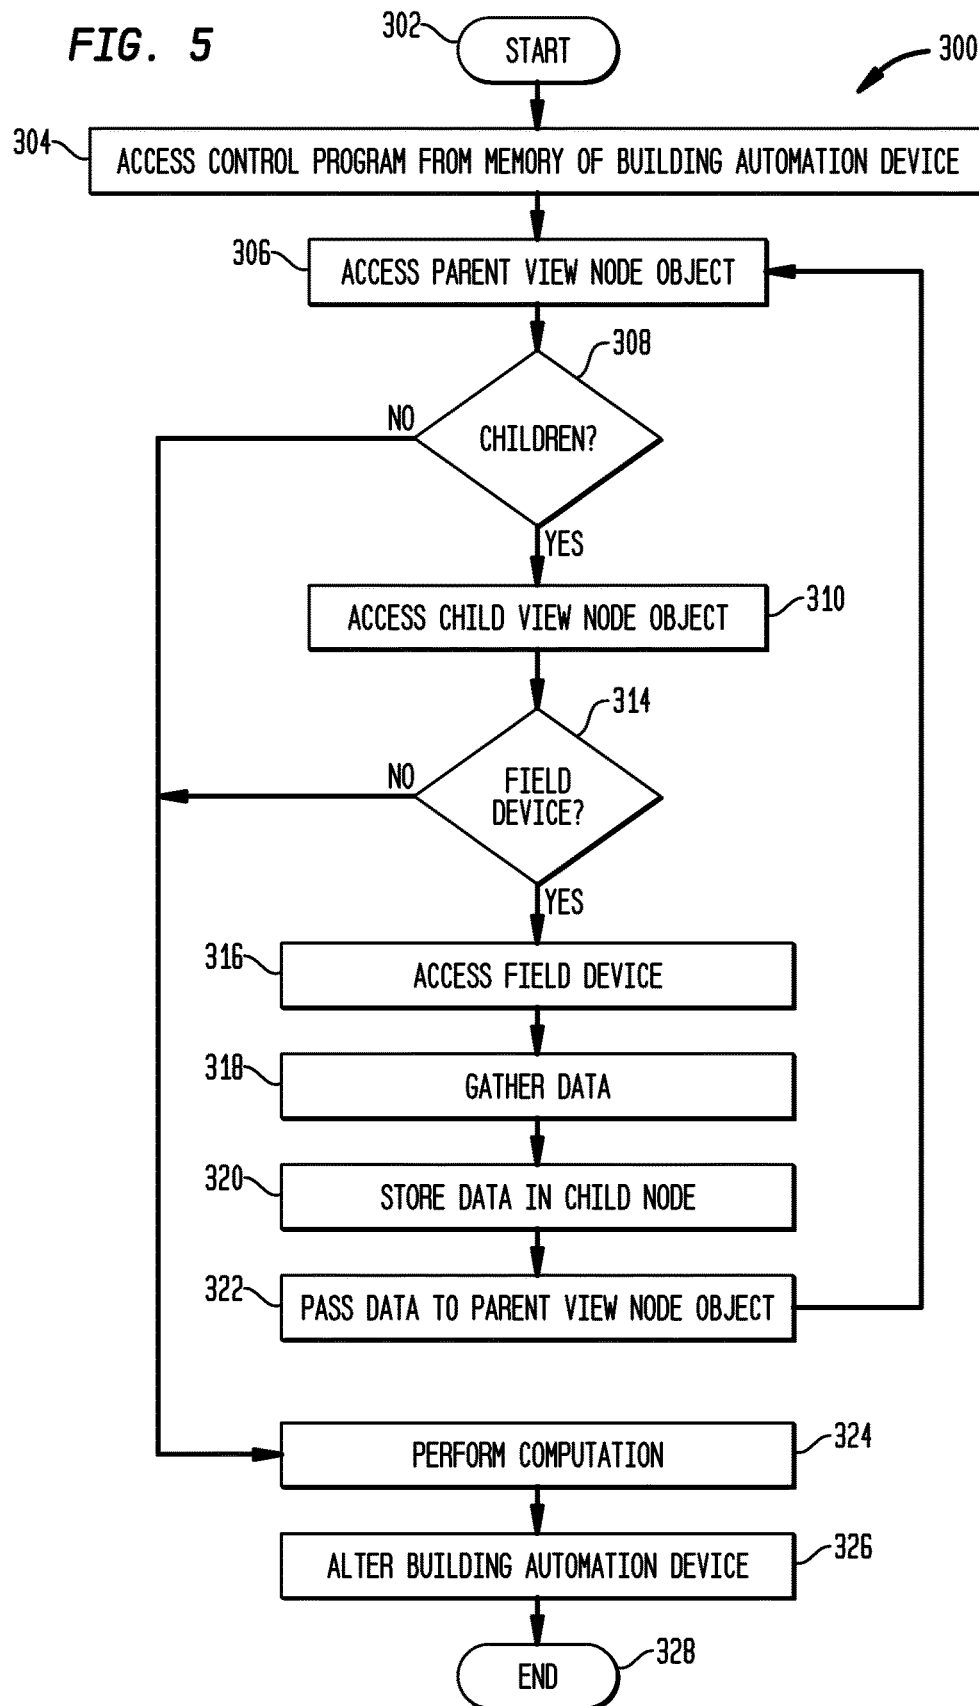 FIG. 5
302
START
300
304
ACCESS CONTROL PROGRAM FROM MEMORY OF BUILDING AUTOMATION DEVICE
306
ACCESS PARENT VIEW NODE OBJECT
308
NO
CHILDREN?
YES
ACCESS CHILD VIEW NODE OBJECT
310
314
NO
FIELD
DEVICE?
YES
316
ACCESS FIELD DEVICE
318
GATHER DATA
320
STORE DATA IN CHILD NODE
322
PASS DATA TO PARENT VIEW NODE OBJECT
PERFORM COMPUTATION
324
ALTER BUILDING AUTOMATION DEVICE
326
END
328